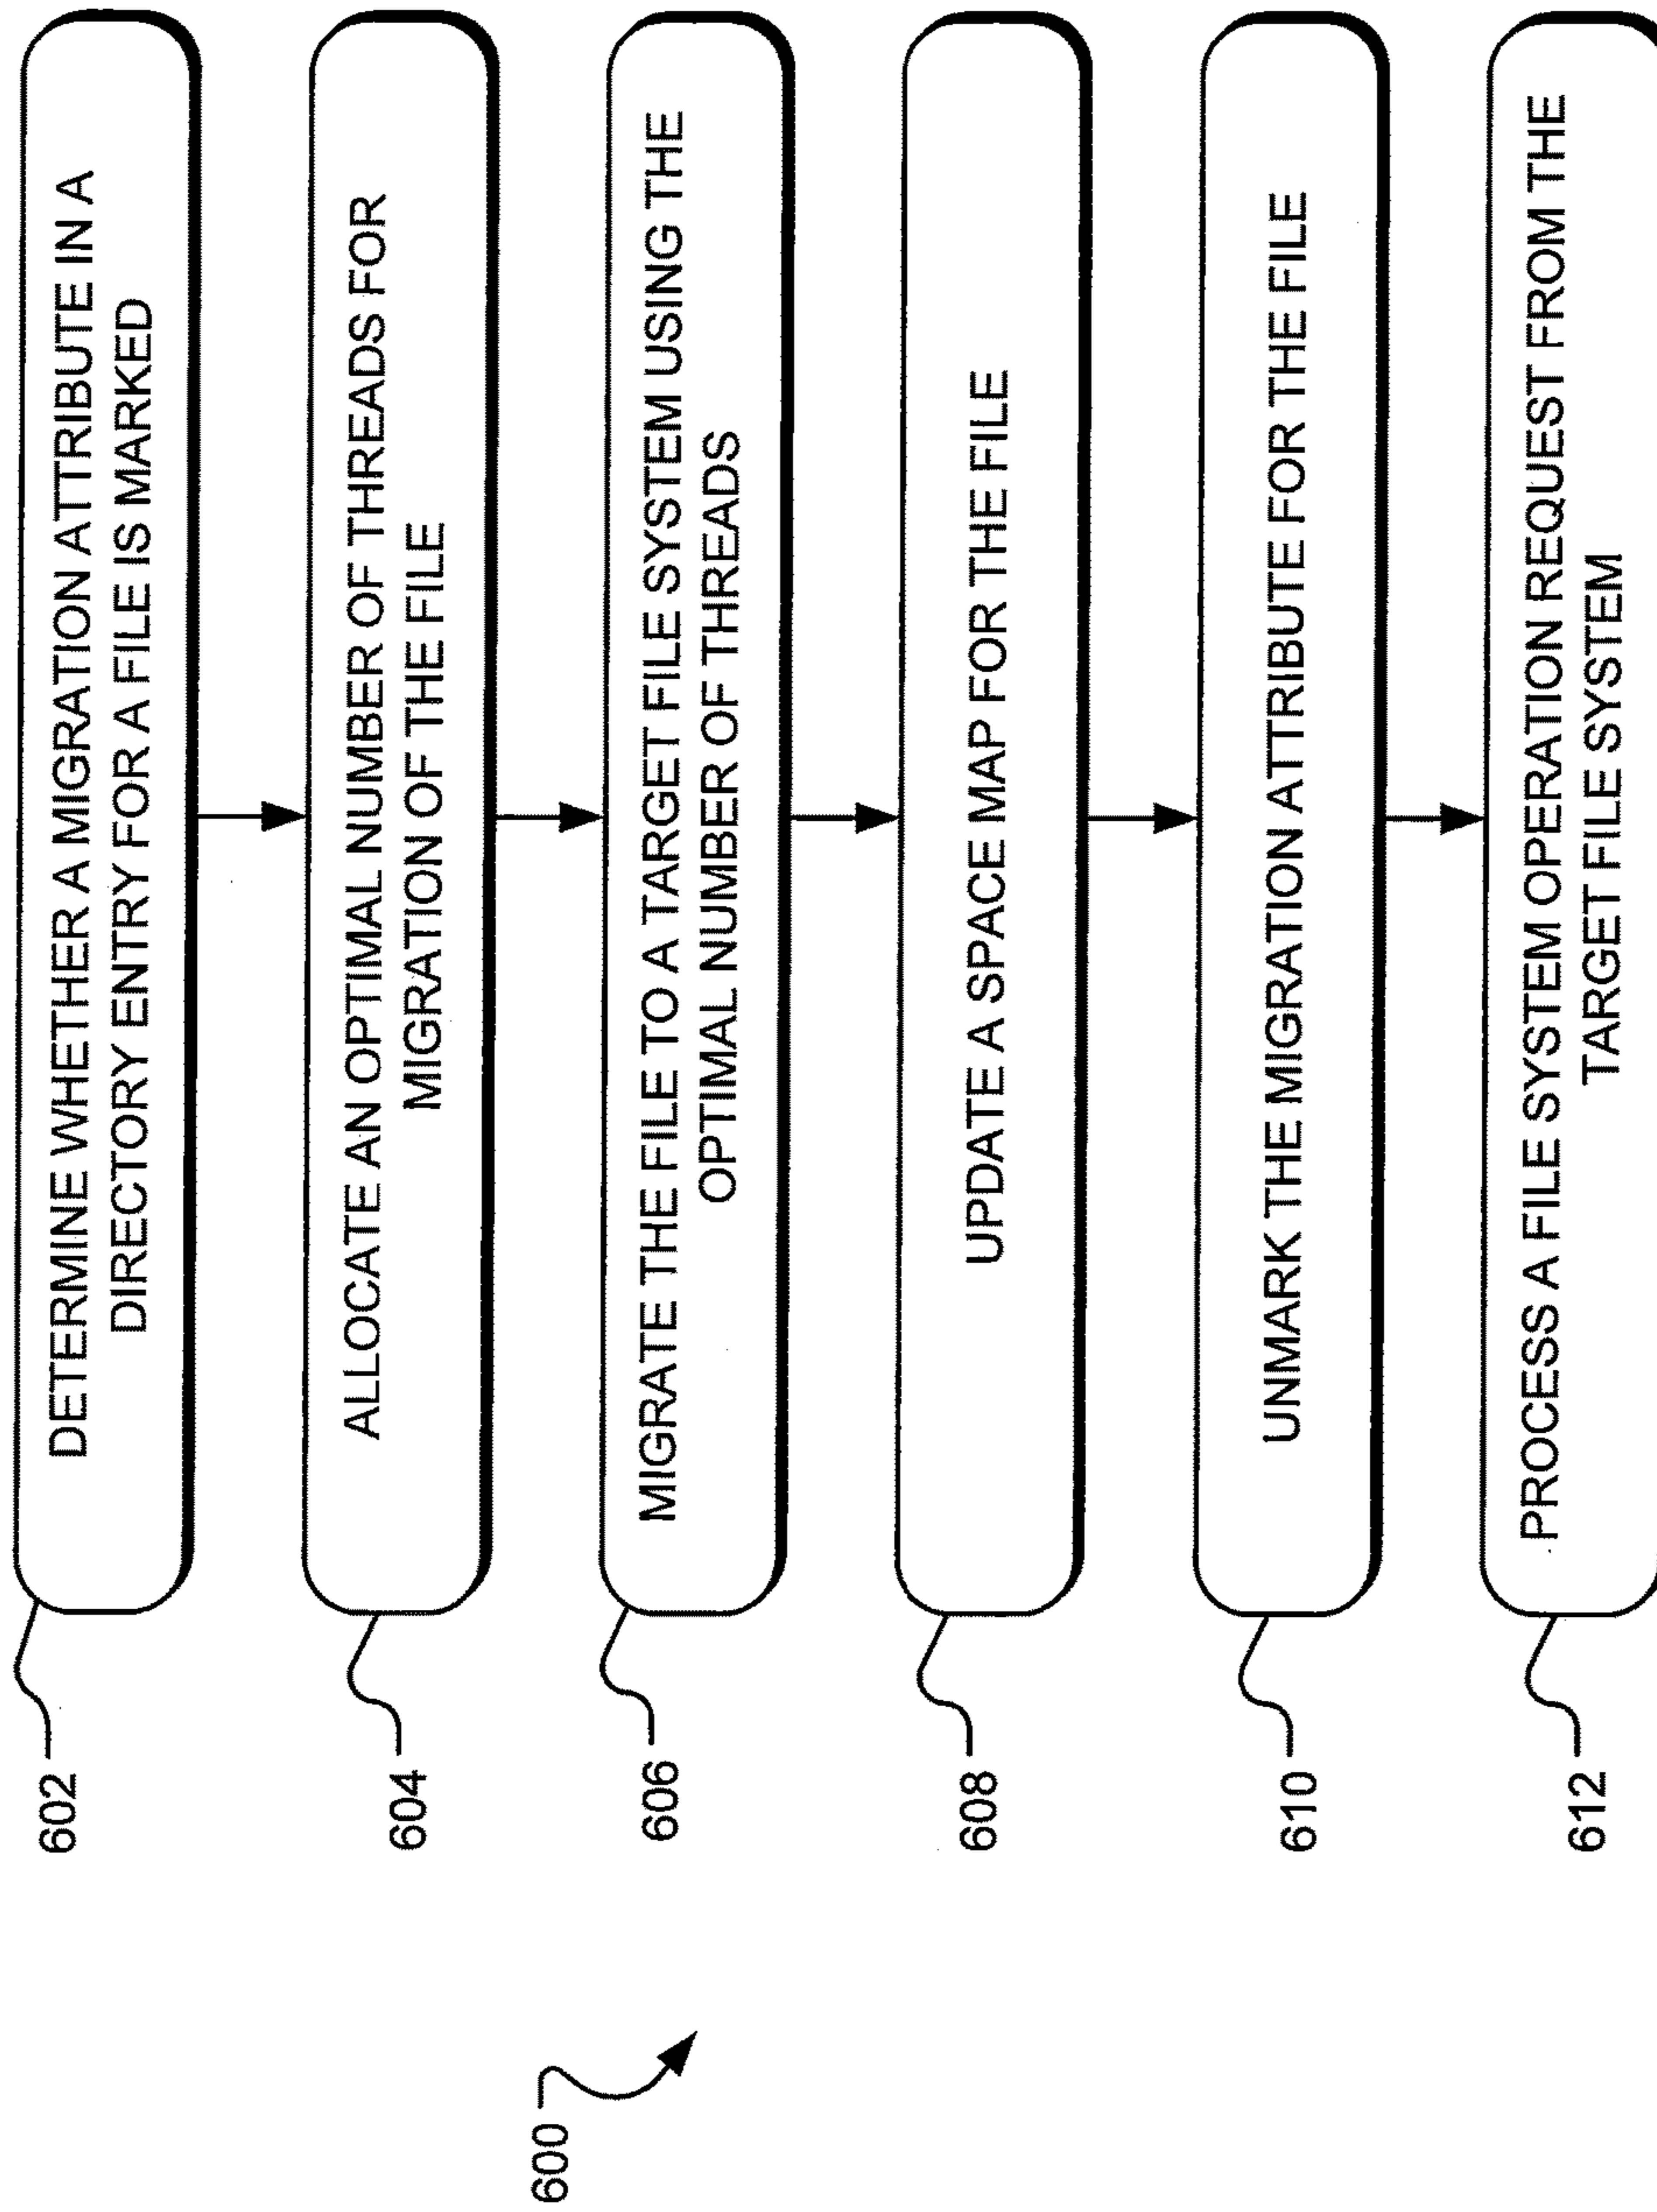 600
602
DETERMINE WHETHER A MIGRATION ATTRIBUTE IN A
DIRECTORY ENTRY FOR A FILE IS MARKED
604
ALLOCATE AN OPTIMAL NUMBER OF THREADS FOR
MIGRATION OF THE FILE
606
MIGRATE THE FILE TO A TARGET FILE SYSTEM USING THE
OPTIMAL NUMBER OF THREADS
608
UPDATE A SPACE MAP FOR THE FILE
610
UNMARK THE MIGRATION ATTRIBUTE FOR THE FILE
612
PROCESS A FILE SYSTEM OPERATION REQUEST FROM THE
TARGET FILE SYSTEM